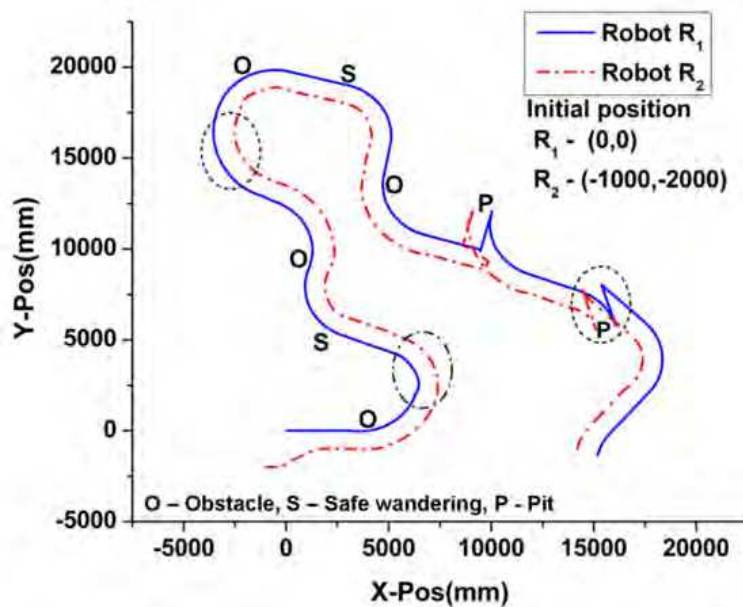 Robot R1
Robot R2
Initial position
R1 - (0,0)
R2 - (-1000,-2000)
20000
15000
10000
5000
0
-5000
Y-Pos(mm)
O
S
O
P
O
P
S
O
O – Obstacle, S – Safe wandering, P - Pit
-5000
0
5000
10000
15000
20000
X-Pos(mm)